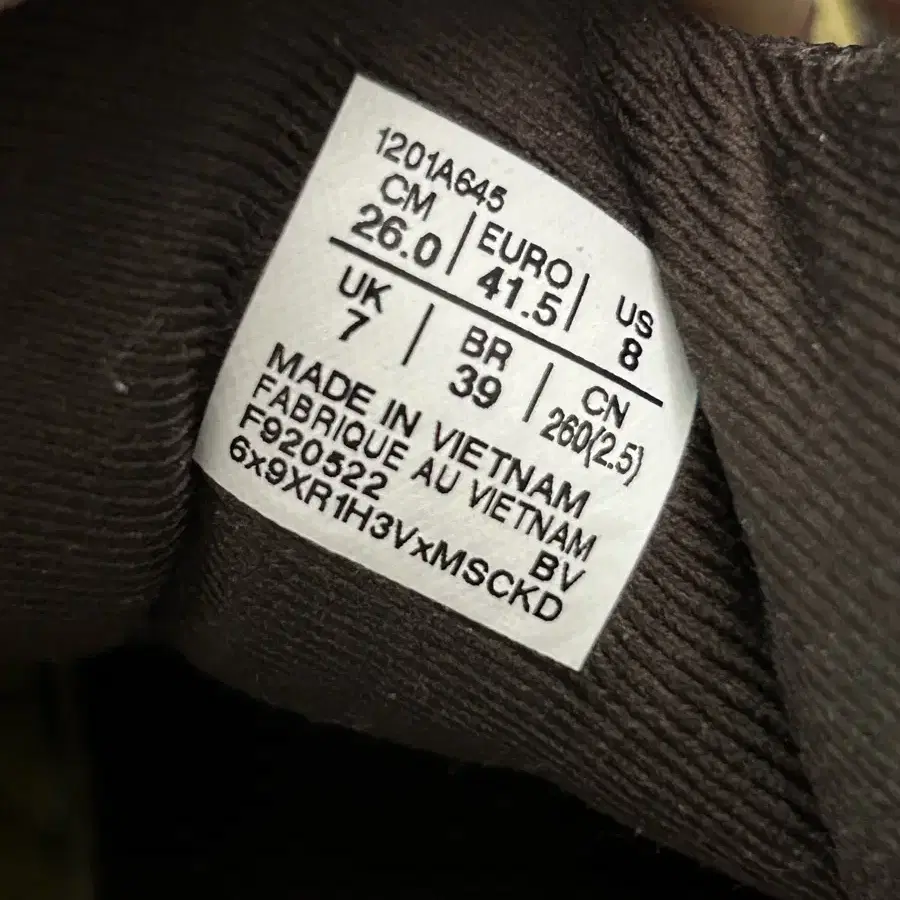 1201A645
CM EURO US
26.0 41.5 8
UK BR CN
7 39 260(2.5)
MADE IN VIETNAM
FABRIQUE AU VIETNAM
F920522 BV
6x9XR1H3VxMSCKD